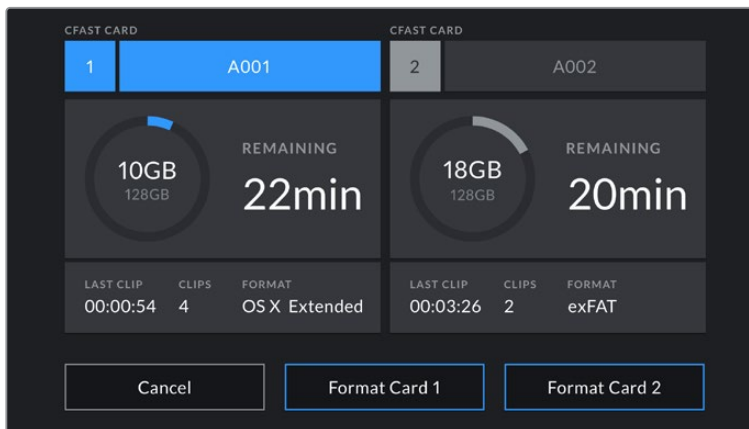 CFAST CARD
1 A001
10GB
128GB
REMAINING
22min
LAST CLIP CLIPS FORMAT
00:00:54 4 OS X Extended
CFAST CARD
2 A002
18GB
128GB
REMAINING
20min
LAST CLIP CLIPS FORMAT
00:03:26 2 exFAT
Cancel
Format Card 1
Format Card 2